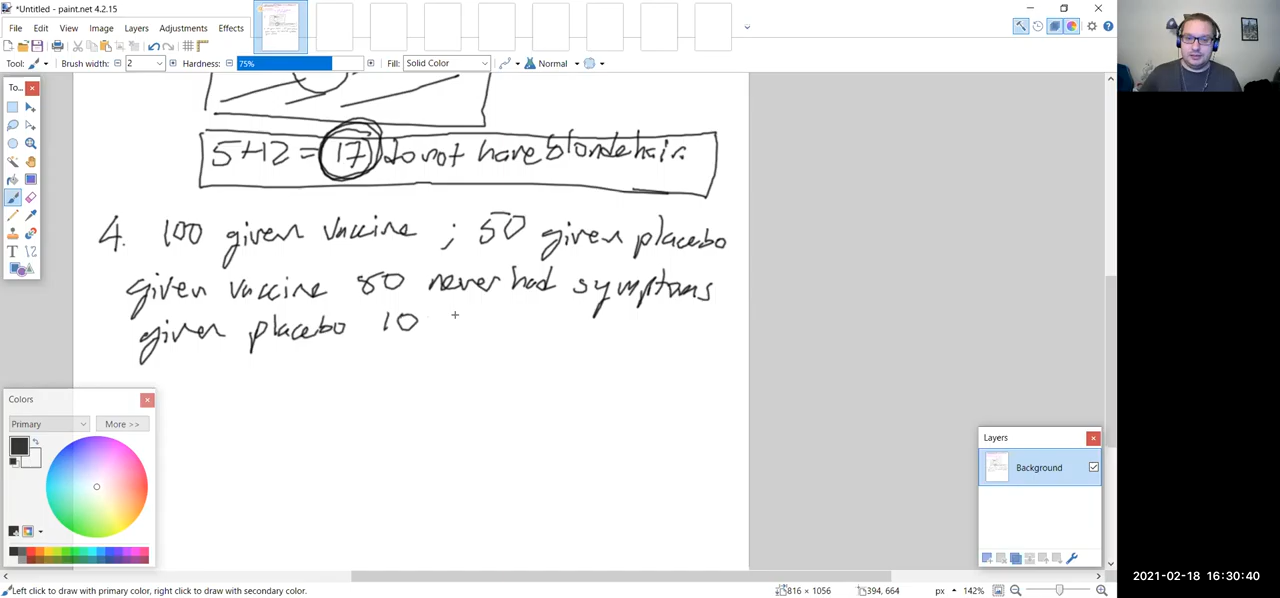 *Untitled - paint.net 4.2.15
File Edit View Image Layers Adjustments Effects
Tool: Brush width: 2 Hardness: 75% Fill: Solid Color Normal
To...
5+12 = 17 do not have blonde hair.
4. 100 given vaccine ; 50 given placebo
given vaccine 80 never had symptoms
given placebo 10
Colors
Primary More >>
Layers
Background
Left click to draw with primary color, right click to draw with secondary color.
816 × 1056
394, 664
px
142%
2021-02-18 16:30:40